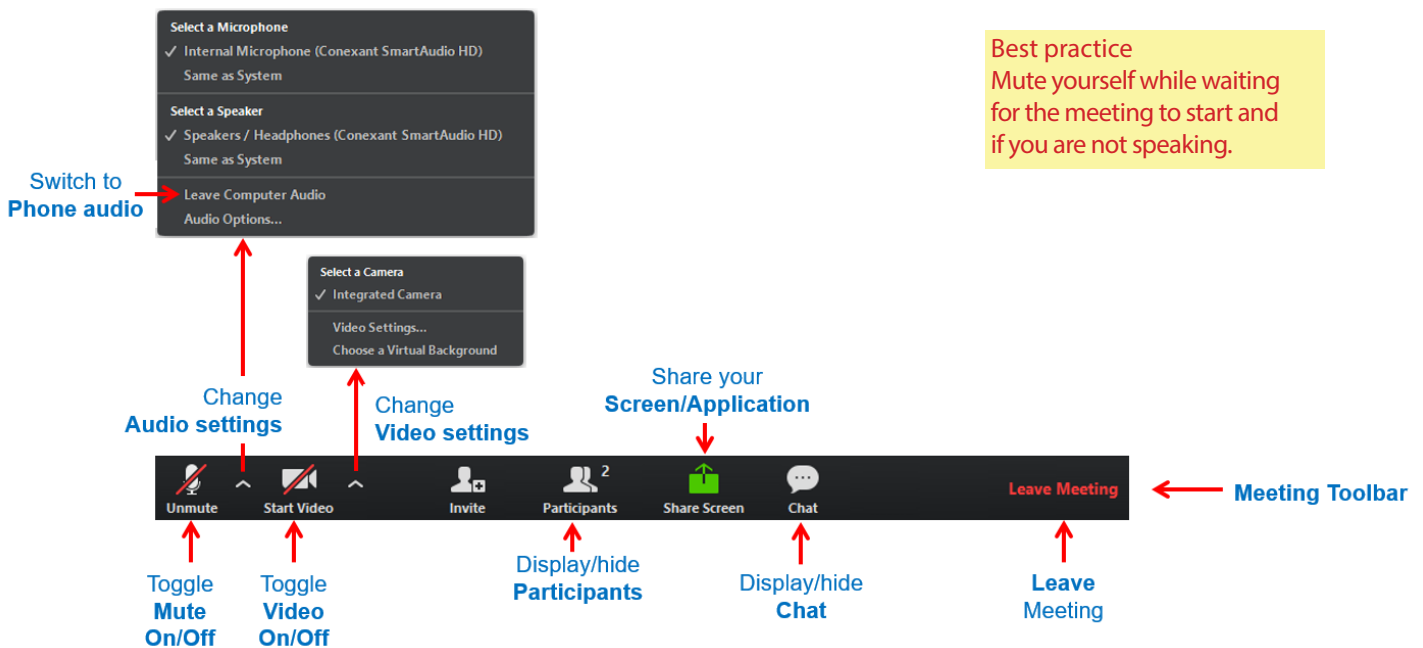 Select a Microphone
✓ Internal Microphone (Conexant SmartAudio HD)
Same as System
Select a Speaker
✓ Speakers / Headphones (Conexant SmartAudio HD)
Same as System
Leave Computer Audio
Audio Options...
Best practice
Mute yourself while waiting
for the meeting to start and
if you are not speaking.
Switch to
Phone audio
Select a Camera
✓ Integrated Camera
Video Settings...
Choose a Virtual Background
Change
Audio settings
Change
Video settings
Share your
Screen/Application
Unmute
Start Video
Invite
2
Participants
Share Screen
Chat
Leave Meeting
Meeting Toolbar
Toggle
Mute
On/Off
Toggle
Video
On/Off
Display/hide
Participants
Display/hide
Chat
Leave
Meeting